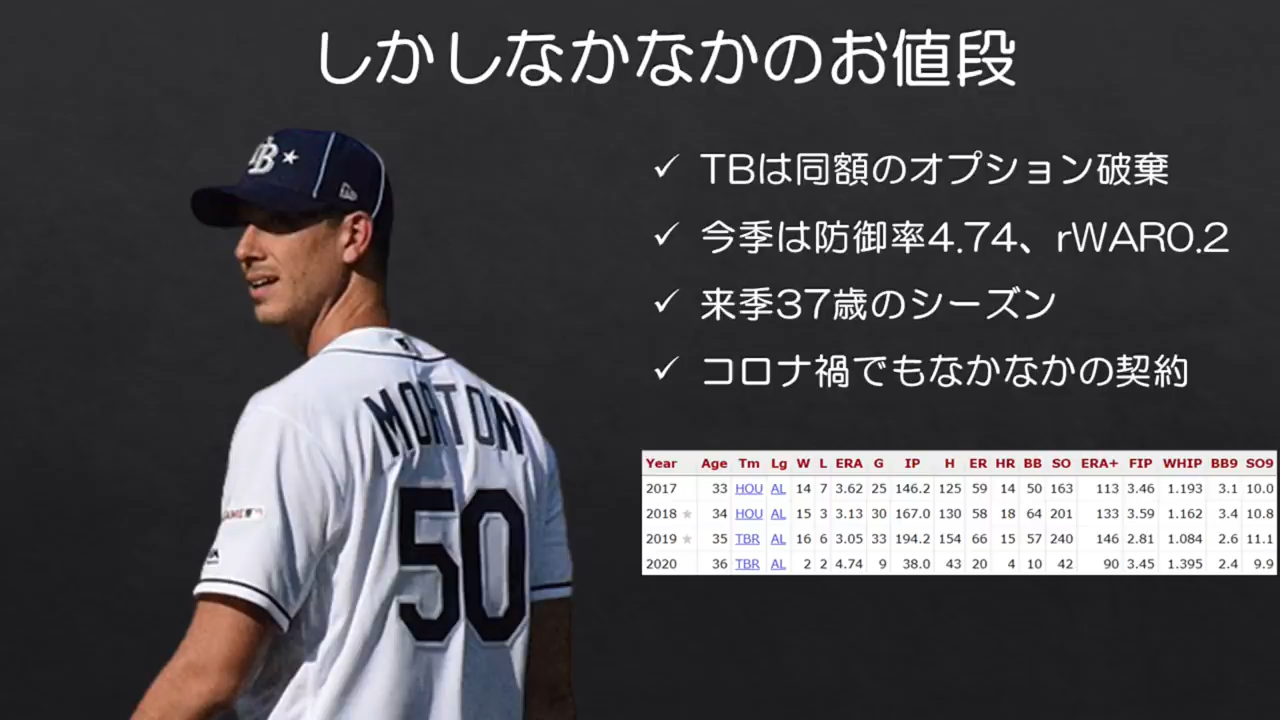 しかしなかなかのお値段
✓ TBは同額のオプション破棄
✓ 今季は防御率4.74、rWAR0.2
✓ 来季37歳のシーズン
✓ コロナ禍でもなかなかの契約
TB
MORTON
50
Year Age Tm Lg W L ERA G IP H ER HR BB SO ERA+ FIP WHIP BB9 SO9
2017 33 HOU AL 14 7 3.62 25 146.2 125 59 14 50 163 113 3.46 1.193 3.1 10.0
2018 ★ 34 HOU AL 15 3 3.13 30 167.0 130 58 18 64 201 133 3.59 1.162 3.4 10.8
2019 ★ 35 TBR AL 16 6 3.05 33 194.2 154 66 15 57 240 146 2.81 1.084 2.6 11.1
2020 36 TBR AL 2 2 4.74 9 38.0 43 20 4 10 42 90 3.45 1.395 2.4 9.9